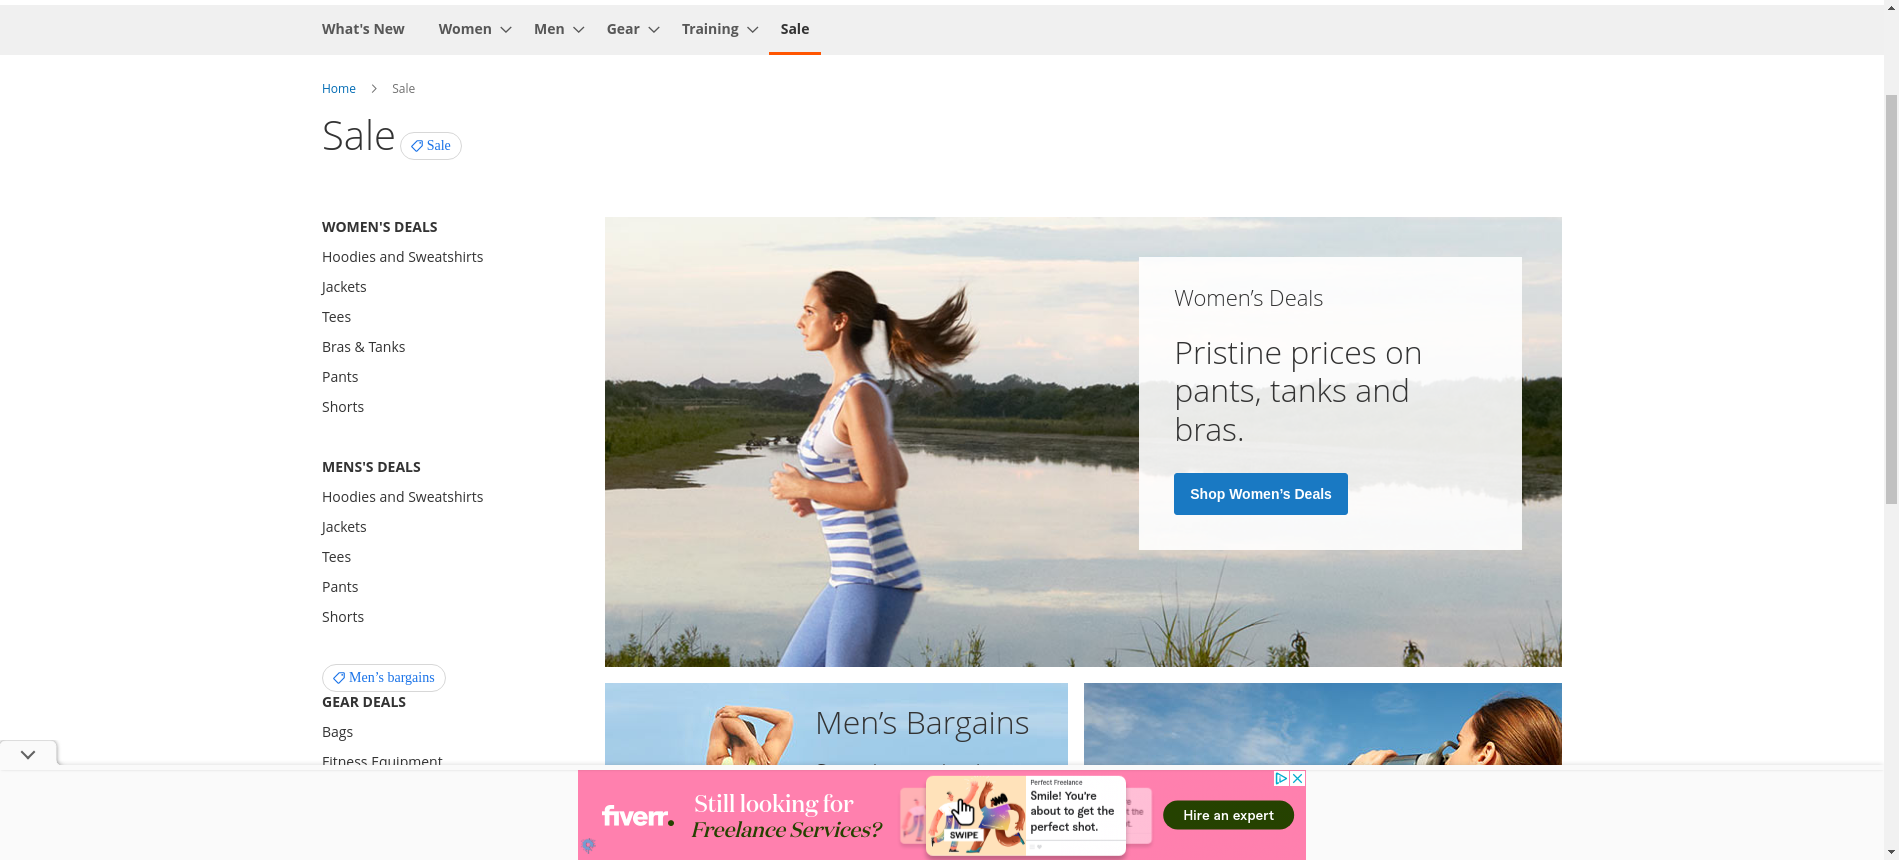 What's New
Women
Men
Gear
Training
Sale
Home
Sale
Sale
Sale
WOMEN'S DEALS
Hoodies and Sweatshirts
Jackets
Tees
Bras & Tanks
Pants
Shorts
MENS'S DEALS
Hoodies and Sweatshirts
Jackets
Tees
Pants
Shorts
Men’s bargains
GEAR DEALS
Bags
Fitness Equipment
Women’s Deals
Pristine prices on
pants, tanks and
bras.
Shop Women’s Deals
Men’s Bargains
fiverr.
Still looking for
Freelance Services?
SWIPE
Perfect Freelance
Smile! You're
about to get the
perfect shot.
Hire an expert